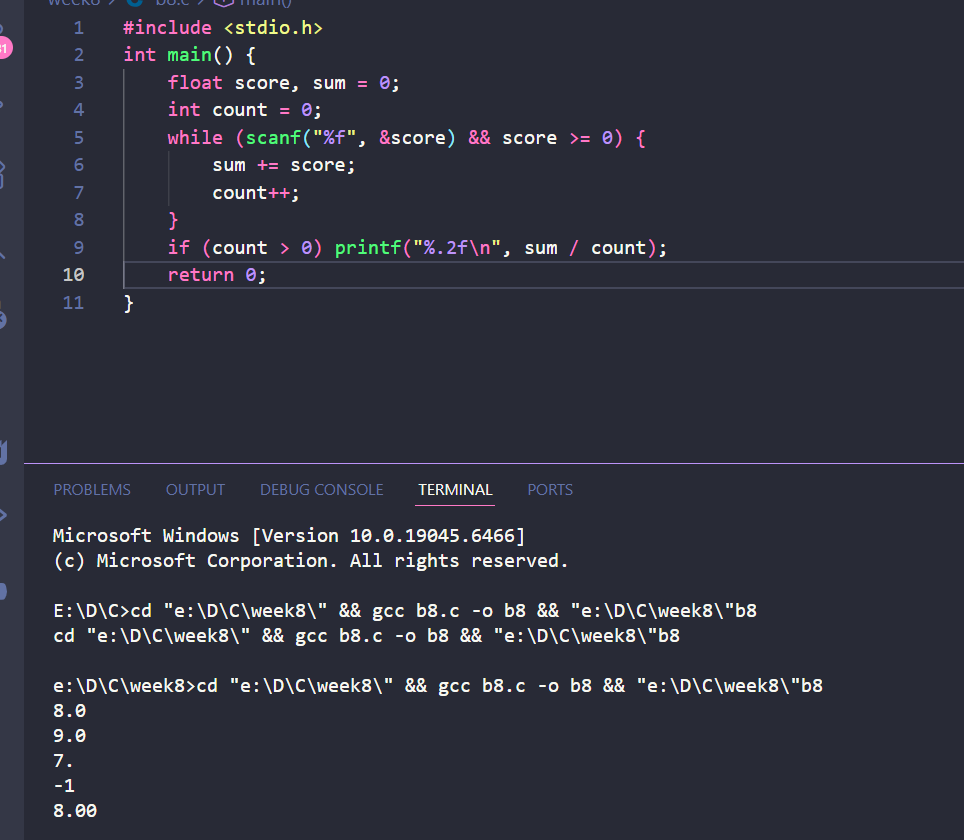 week8 > b8.c > main()
1 #include <stdio.h>
2 int main() {
3     float score, sum = 0;
4     int count = 0;
5     while (scanf("%f", &score) && score >= 0) {
6         sum += score;
7         count++;
8     }
9     if (count > 0) printf("%.2f\n", sum / count);
10     return 0;
11 }
PROBLEMS OUTPUT DEBUG CONSOLE TERMINAL PORTS
Microsoft Windows [Version 10.0.19045.6466]
(c) Microsoft Corporation. All rights reserved.
E:\D\C>cd "e:\D\C\week8\" && gcc b8.c -o b8 && "e:\D\C\week8\"b8
cd "e:\D\C\week8\" && gcc b8.c -o b8 && "e:\D\C\week8\"b8
e:\D\C\week8>cd "e:\D\C\week8\" && gcc b8.c -o b8 && "e:\D\C\week8\"b8
8.0
9.0
7.
-1
8.00